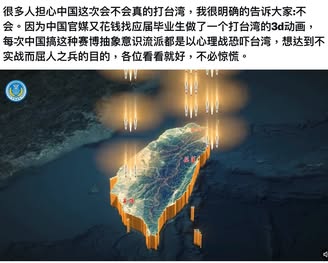 很多人担心中国这次会不会真的打台湾，我很明确的告诉大家:不
会。因为中国官媒又花钱找应届毕业生做了一个打台湾的3d动画，
每次中国搞这种赛博抽象意识流派都是以心理战恐吓台湾，想达到不
实战而屈人之兵的目的，各位看看就好，不必惊慌。